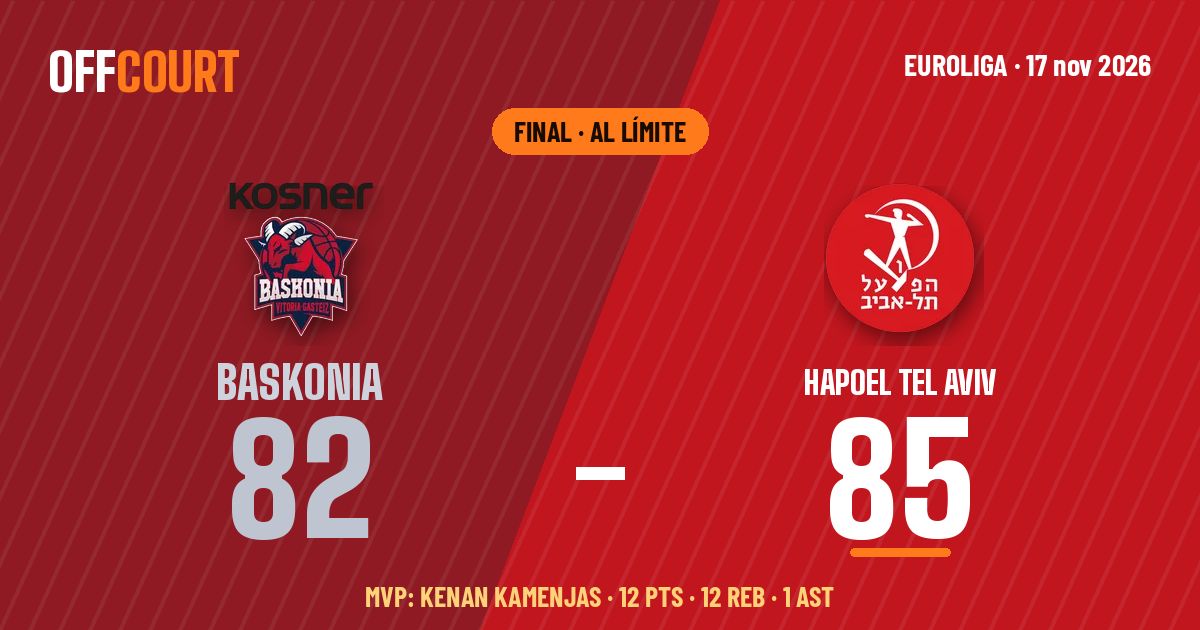 OFFCOURT
EUROLIGA · 17 nov 2026
FINAL · AL LÍMITE
Kosner
BASKONIA
VITORIA-GASTEIZ
הפועל
תל-אביב
BASKONIA
HAPOEL TEL AVIV
82
–
85
MVP: KENAN KAMENJAS · 12 PTS · 12 REB · 1 AST